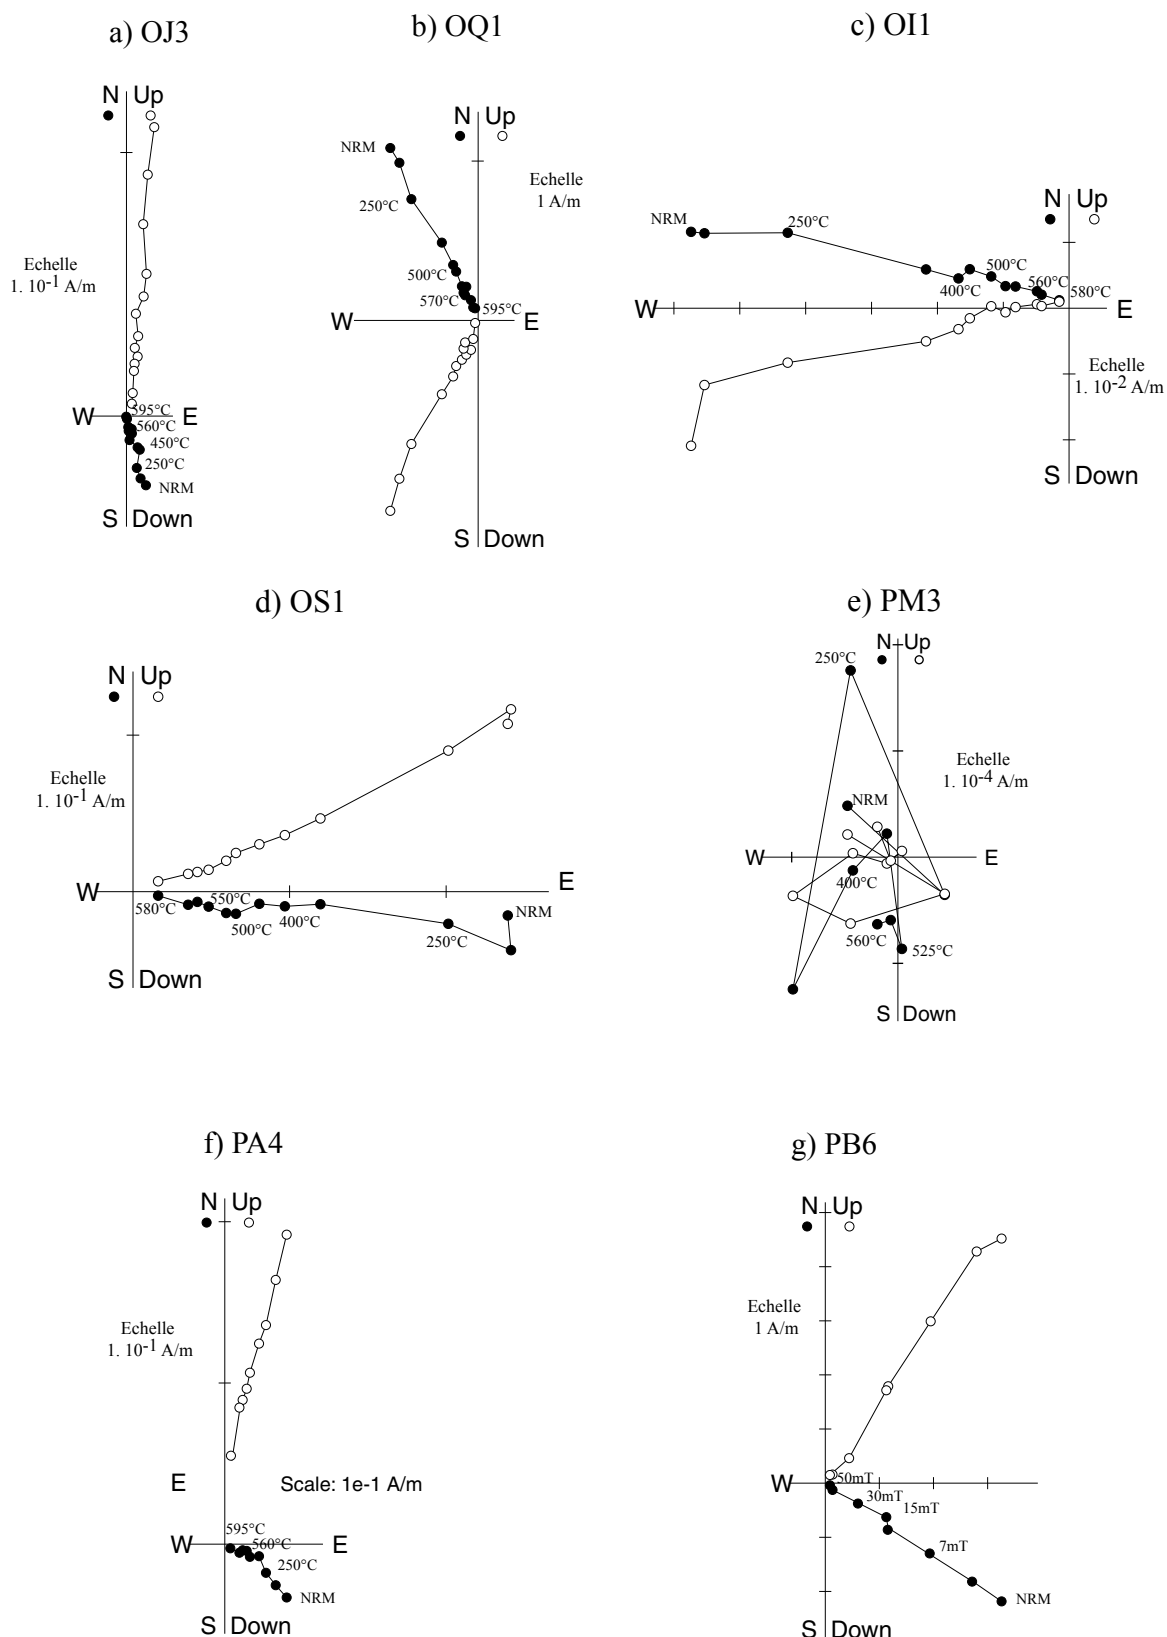 a) OJ3
b) OQ1
c) OI1
N Up
Echelle
1. 10-1 A/m
W
E
595°C
560°C
450°C
250°C
NRM
S Down
N Up
NRM
Echelle
1 A/m
250°C
500°C
570°C
595°C
W
E
S Down
N Up
NRM
250°C
500°C
400°C
560°C
580°C
W
E
Echelle
1. 10-2 A/m
S Down
d) OS1
e) PM3
N Up
Echelle
1. 10-1 A/m
W
E
580°C
550°C
500°C
400°C
250°C
NRM
S Down
250°C
N Up
Echelle
1. 10-4 A/m
NRM
W
E
400°C
560°C
525°C
S Down
f) PA4
g) PB6
N Up
Echelle
1. 10-1 A/m
E
Scale: 1e-1 A/m
595°C
W
560°C
E
250°C
NRM
S Down
N Up
Echelle
1 A/m
W
50mT
30mT
15mT
7mT
NRM
S Down